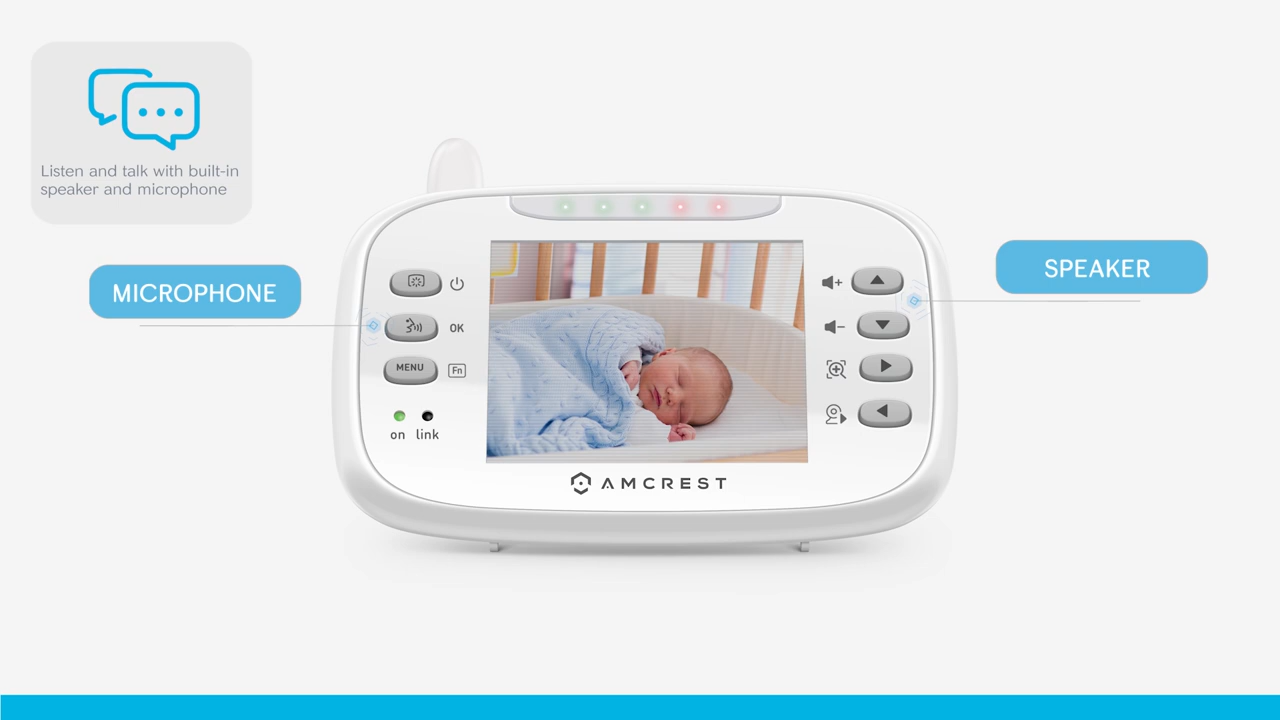 Listen and talk with built-in
speaker and microphone
MICROPHONE
SPEAKER
OK
MENU
Fn
on link
AMCREST